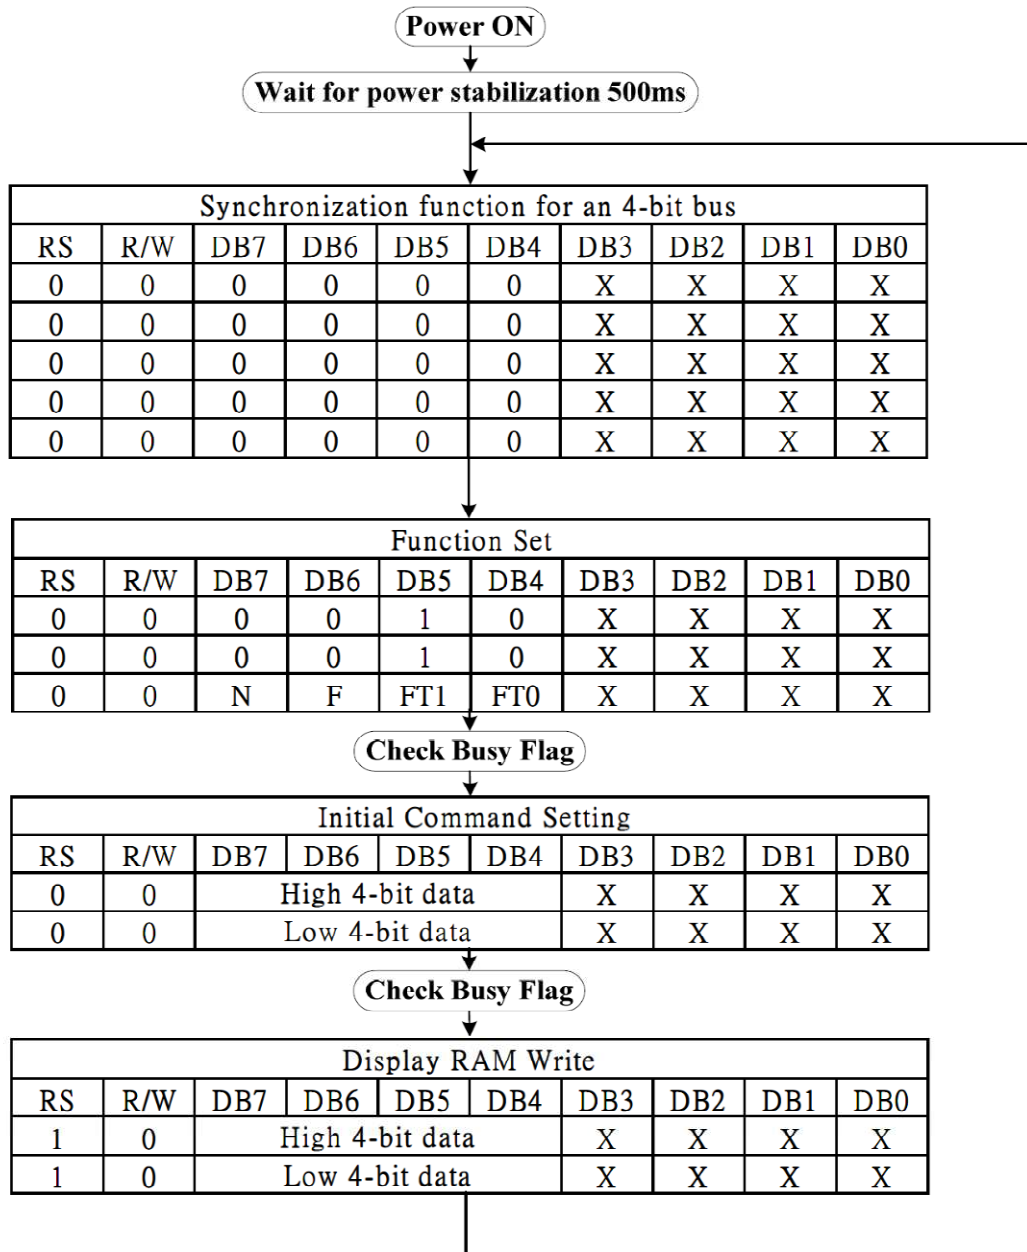 Power ON
Wait for power stabilization 500ms
Synchronization function for an 4-bit bus
RS R/W DB7 DB6 DB5 DB4 DB3 DB2 DB1 DB0
0 0 0 0 0 0 X X X X
0 0 0 0 0 0 X X X X
0 0 0 0 0 0 X X X X
0 0 0 0 0 0 X X X X
0 0 0 0 0 0 X X X X
Function Set
RS R/W DB7 DB6 DB5 DB4 DB3 DB2 DB1 DB0
0 0 0 0 1 0 X X X X
0 0 0 0 1 0 X X X X
0 0 N F FT1 FT0 X X X X
Check Busy Flag
Initial Command Setting
RS R/W DB7 DB6 DB5 DB4 DB3 DB2 DB1 DB0
0 0 High 4-bit data X X X X
0 0 Low 4-bit data X X X X
Check Busy Flag
Display RAM Write
RS R/W DB7 DB6 DB5 DB4 DB3 DB2 DB1 DB0
1 0 High 4-bit data X X X X
1 0 Low 4-bit data X X X X